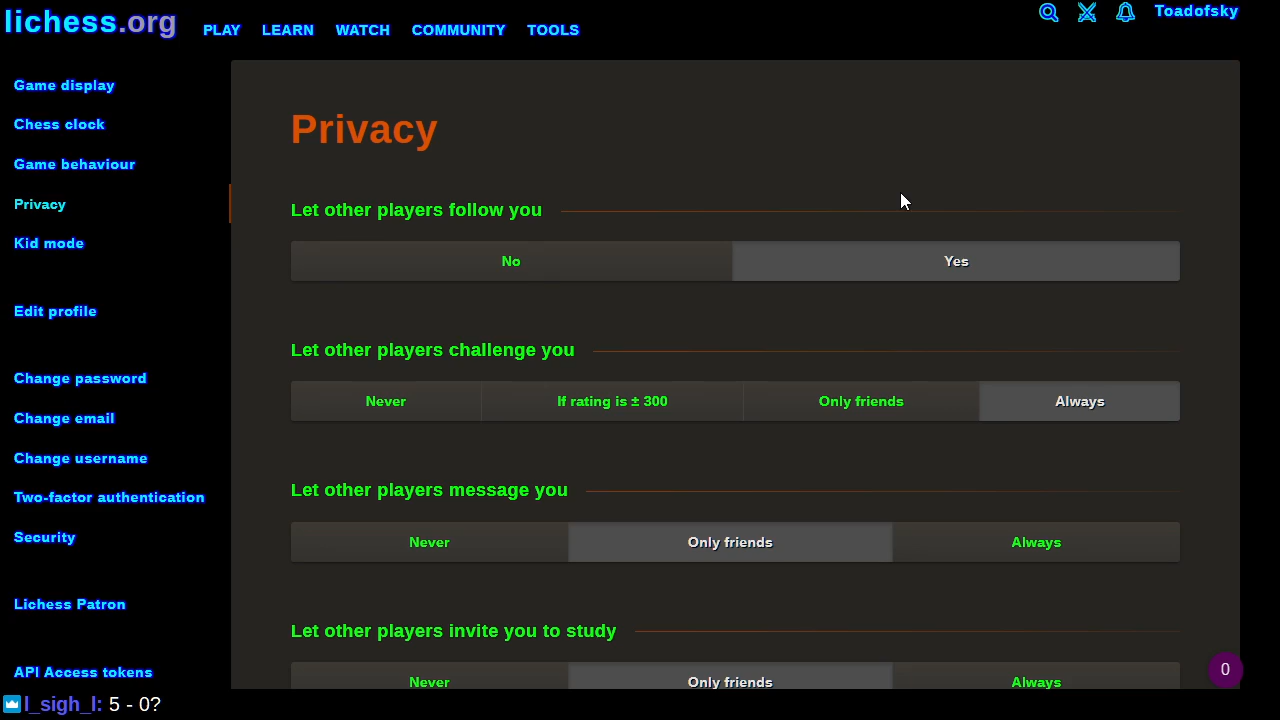 lichess.org
PLAY LEARN WATCH COMMUNITY TOOLS
Toadofsky
Game display
Chess clock
Game behaviour
Privacy
Kid mode
Edit profile
Change password
Change email
Change username
Two-factor authentication
Security
Lichess Patron
API Access tokens
Privacy
Let other players follow you
No Yes
Let other players challenge you
Never If rating is ± 300 Only friends Always
Let other players message you
Never Only friends Always
Let other players invite you to study
Never Only friends Always
0
l_sigh_l: 5 - 0?